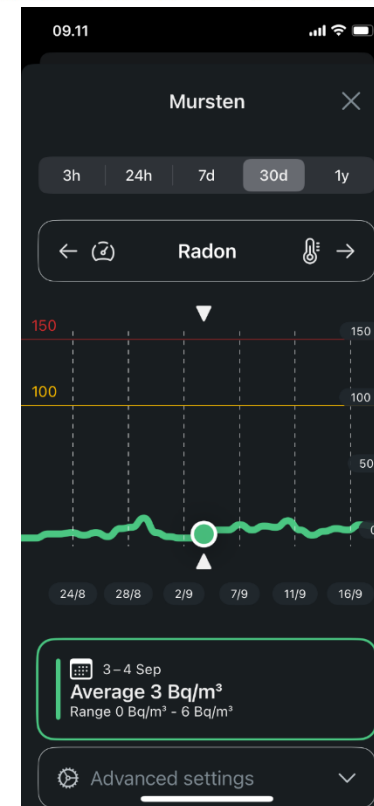 09.11
Mursten
3h 24h 7d 30d 1y
Radon
150
150
100
100
50
0
24/8 28/8 2/9 7/9 11/9 16/9
3–4 Sep
Average 3 Bq/m³
Range 0 Bq/m³ - 6 Bq/m³
Advanced settings